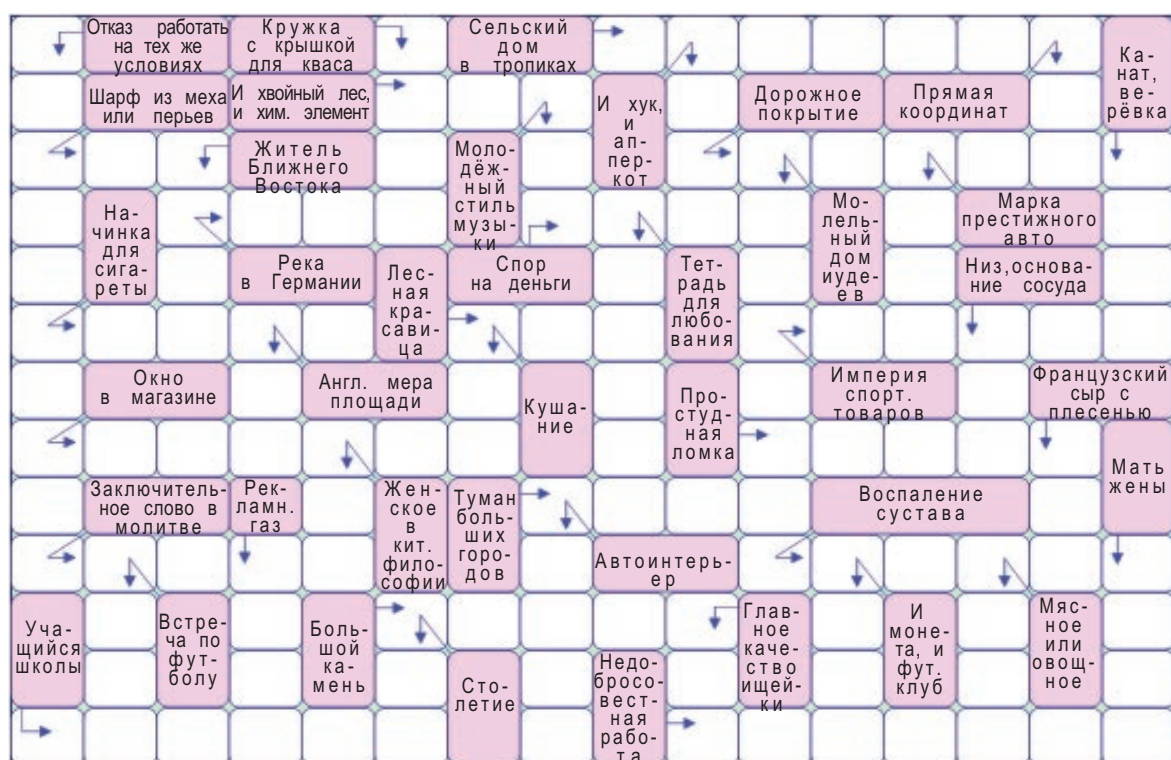 Отказ работать
на тех же
условиях
Кружка
с крышкой
для кваса
Сельский
дом
в тропиках
Ка-
нат,
ве-
рёвка
Шарф из меха
или перьев
И хвойный лес,
и хим. элемент
И хук,
и
ап-
пер-
кот
Дорожное
покрытие
Прямая
координат
Житель
Ближнего
Востока
Моло-
дёж-
ный
стиль
музы-
ки
На-
чинка
для
сига-
реты
Мо-
лель-
ный
дом
иуде-
ев
Марка
престижного
авто
Река
в Германии
Лес-
ная
кра-
сави-
ца
Спор
на деньги
Тет-
радь
для
любо-
вания
Низ,основа-
ние сосуда
Окно
в магазине
Англ. мера
площади
Куша-
ние
Про-
студ-
ная
ломка
Империя
спорт.
товаров
Французский
сыр с
плесенью
Мать
жены
Заключитель-
ное слово в
молитве
Рек-
ламн.
газ
Жен-
ское
в
кит.
фило-
софии
Туман
боль-
ших
горо-
дов
Воспаление
сустава
Автоинтерь-
ер
Уча-
щийся
школы
Встре-
ча по
фут-
болу
Боль-
шой
ка-
мень
Глав-
ное
каче-
ство
ищей-
ки
И
моне-
та, и
фут.
клуб
Мяс-
ное
или
овощ-
ное
Сто-
летие
Недо-
бросо-
вест-
ная
рабо-
та